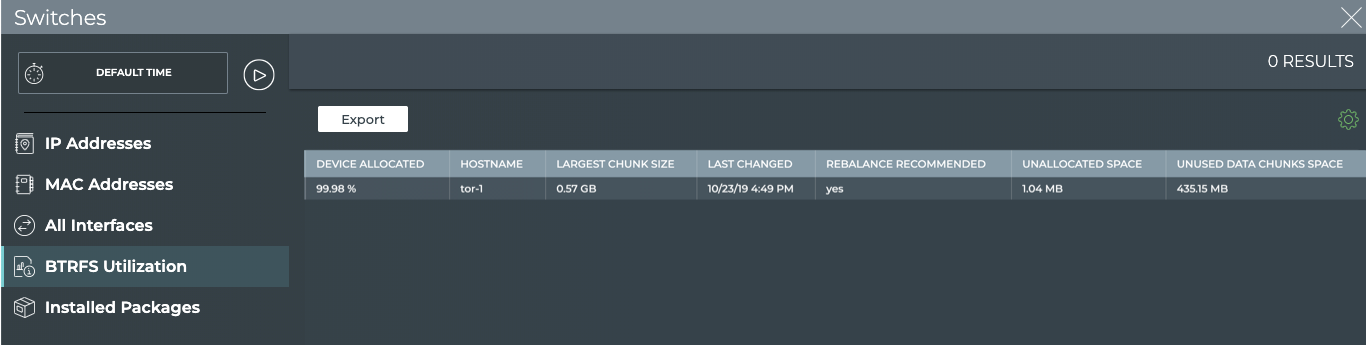 Switches
DEFAULT TIME
0 RESULTS
IP Addresses
MAC Addresses
All Interfaces
BTRFS Utilization
Installed Packages
Export
DEVICE ALLOCATED HOSTNAME LARGEST CHUNK SIZE LAST CHANGED REBALANCE RECOMMENDED UNALLOCATED SPACE UNUSED DATA CHUNKS SPACE
99.98 % tor-1 0.57 GB 10/23/19 4:49 PM yes 1.04 MB 435.15 MB